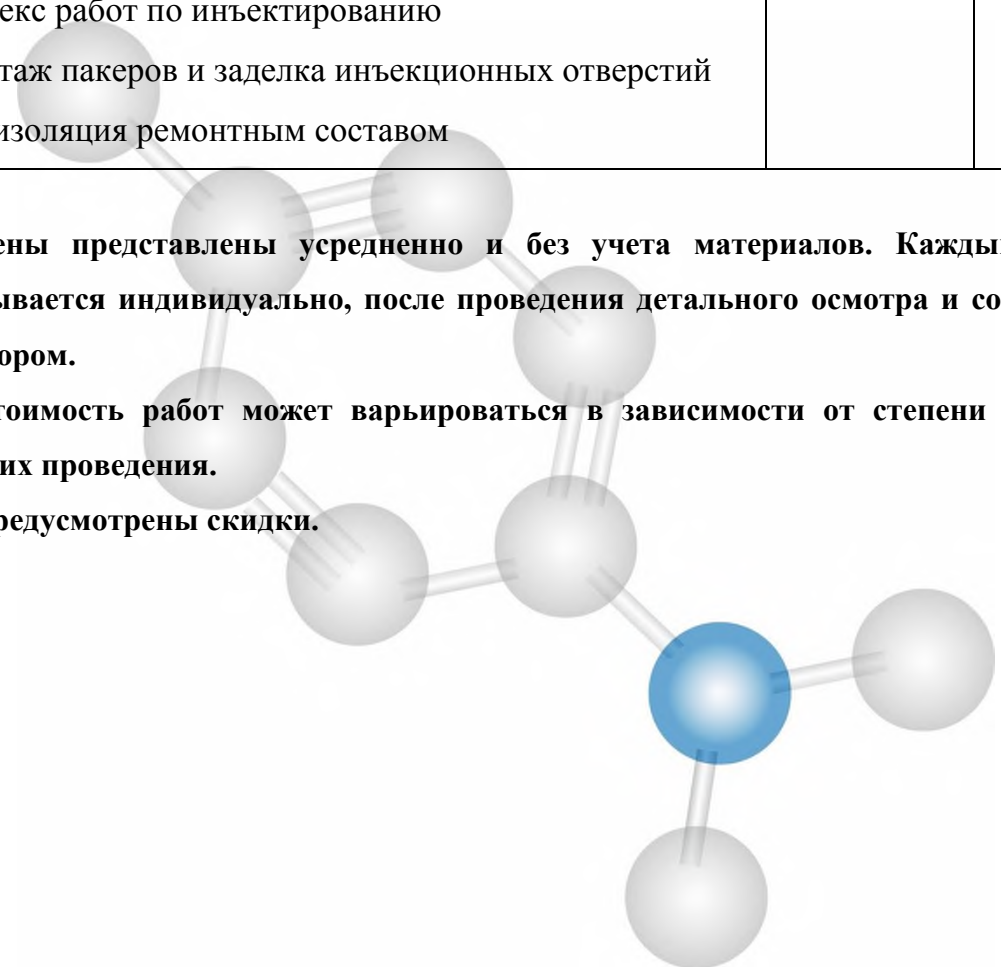 екс работ по инъектированию
таж пакеров и заделка инъекционных отверстий
изоляция ремонтным составом
ены представлены усредненно и без учета материалов. Кажды
ывается индивидуально, после проведения детального осмотра и со
ором.
тоимость работ может варьироваться в зависимости от степени
их проведения.
редусмотрены скидки.